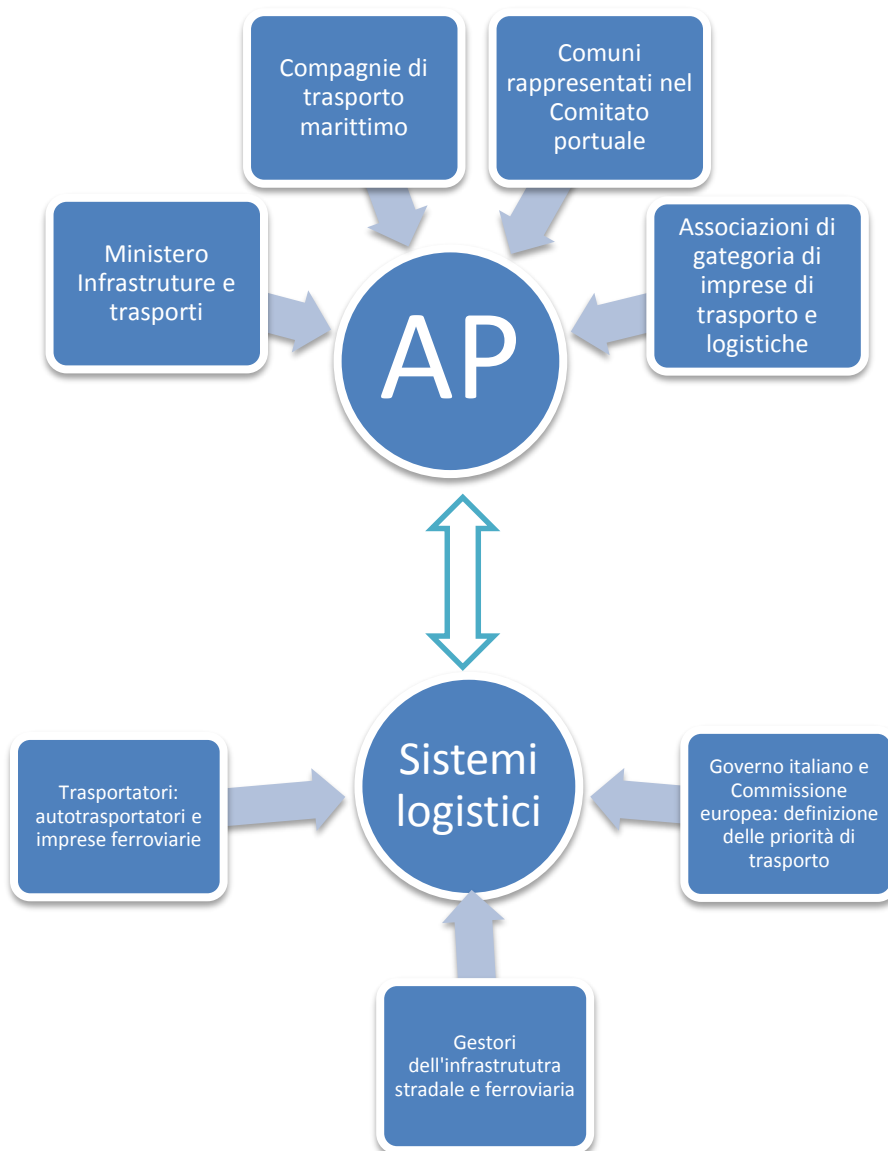 Compagnie di
trasporto
marittimo
Comuni
rappresentati nel
Comitato
portuale
Ministero
Infrastruture e
trasporti
Associazioni di
gategoria di
imprese di
trasporto e
logistiche
AP
Sistemi
logistici
Trasportatori:
autotrasportatori e
imprese ferroviarie
Governo italiano e
Commissione
europea: definizione
delle priorità di
trasporto
Gestori
dell'infrastrututra
stradale e ferroviaria